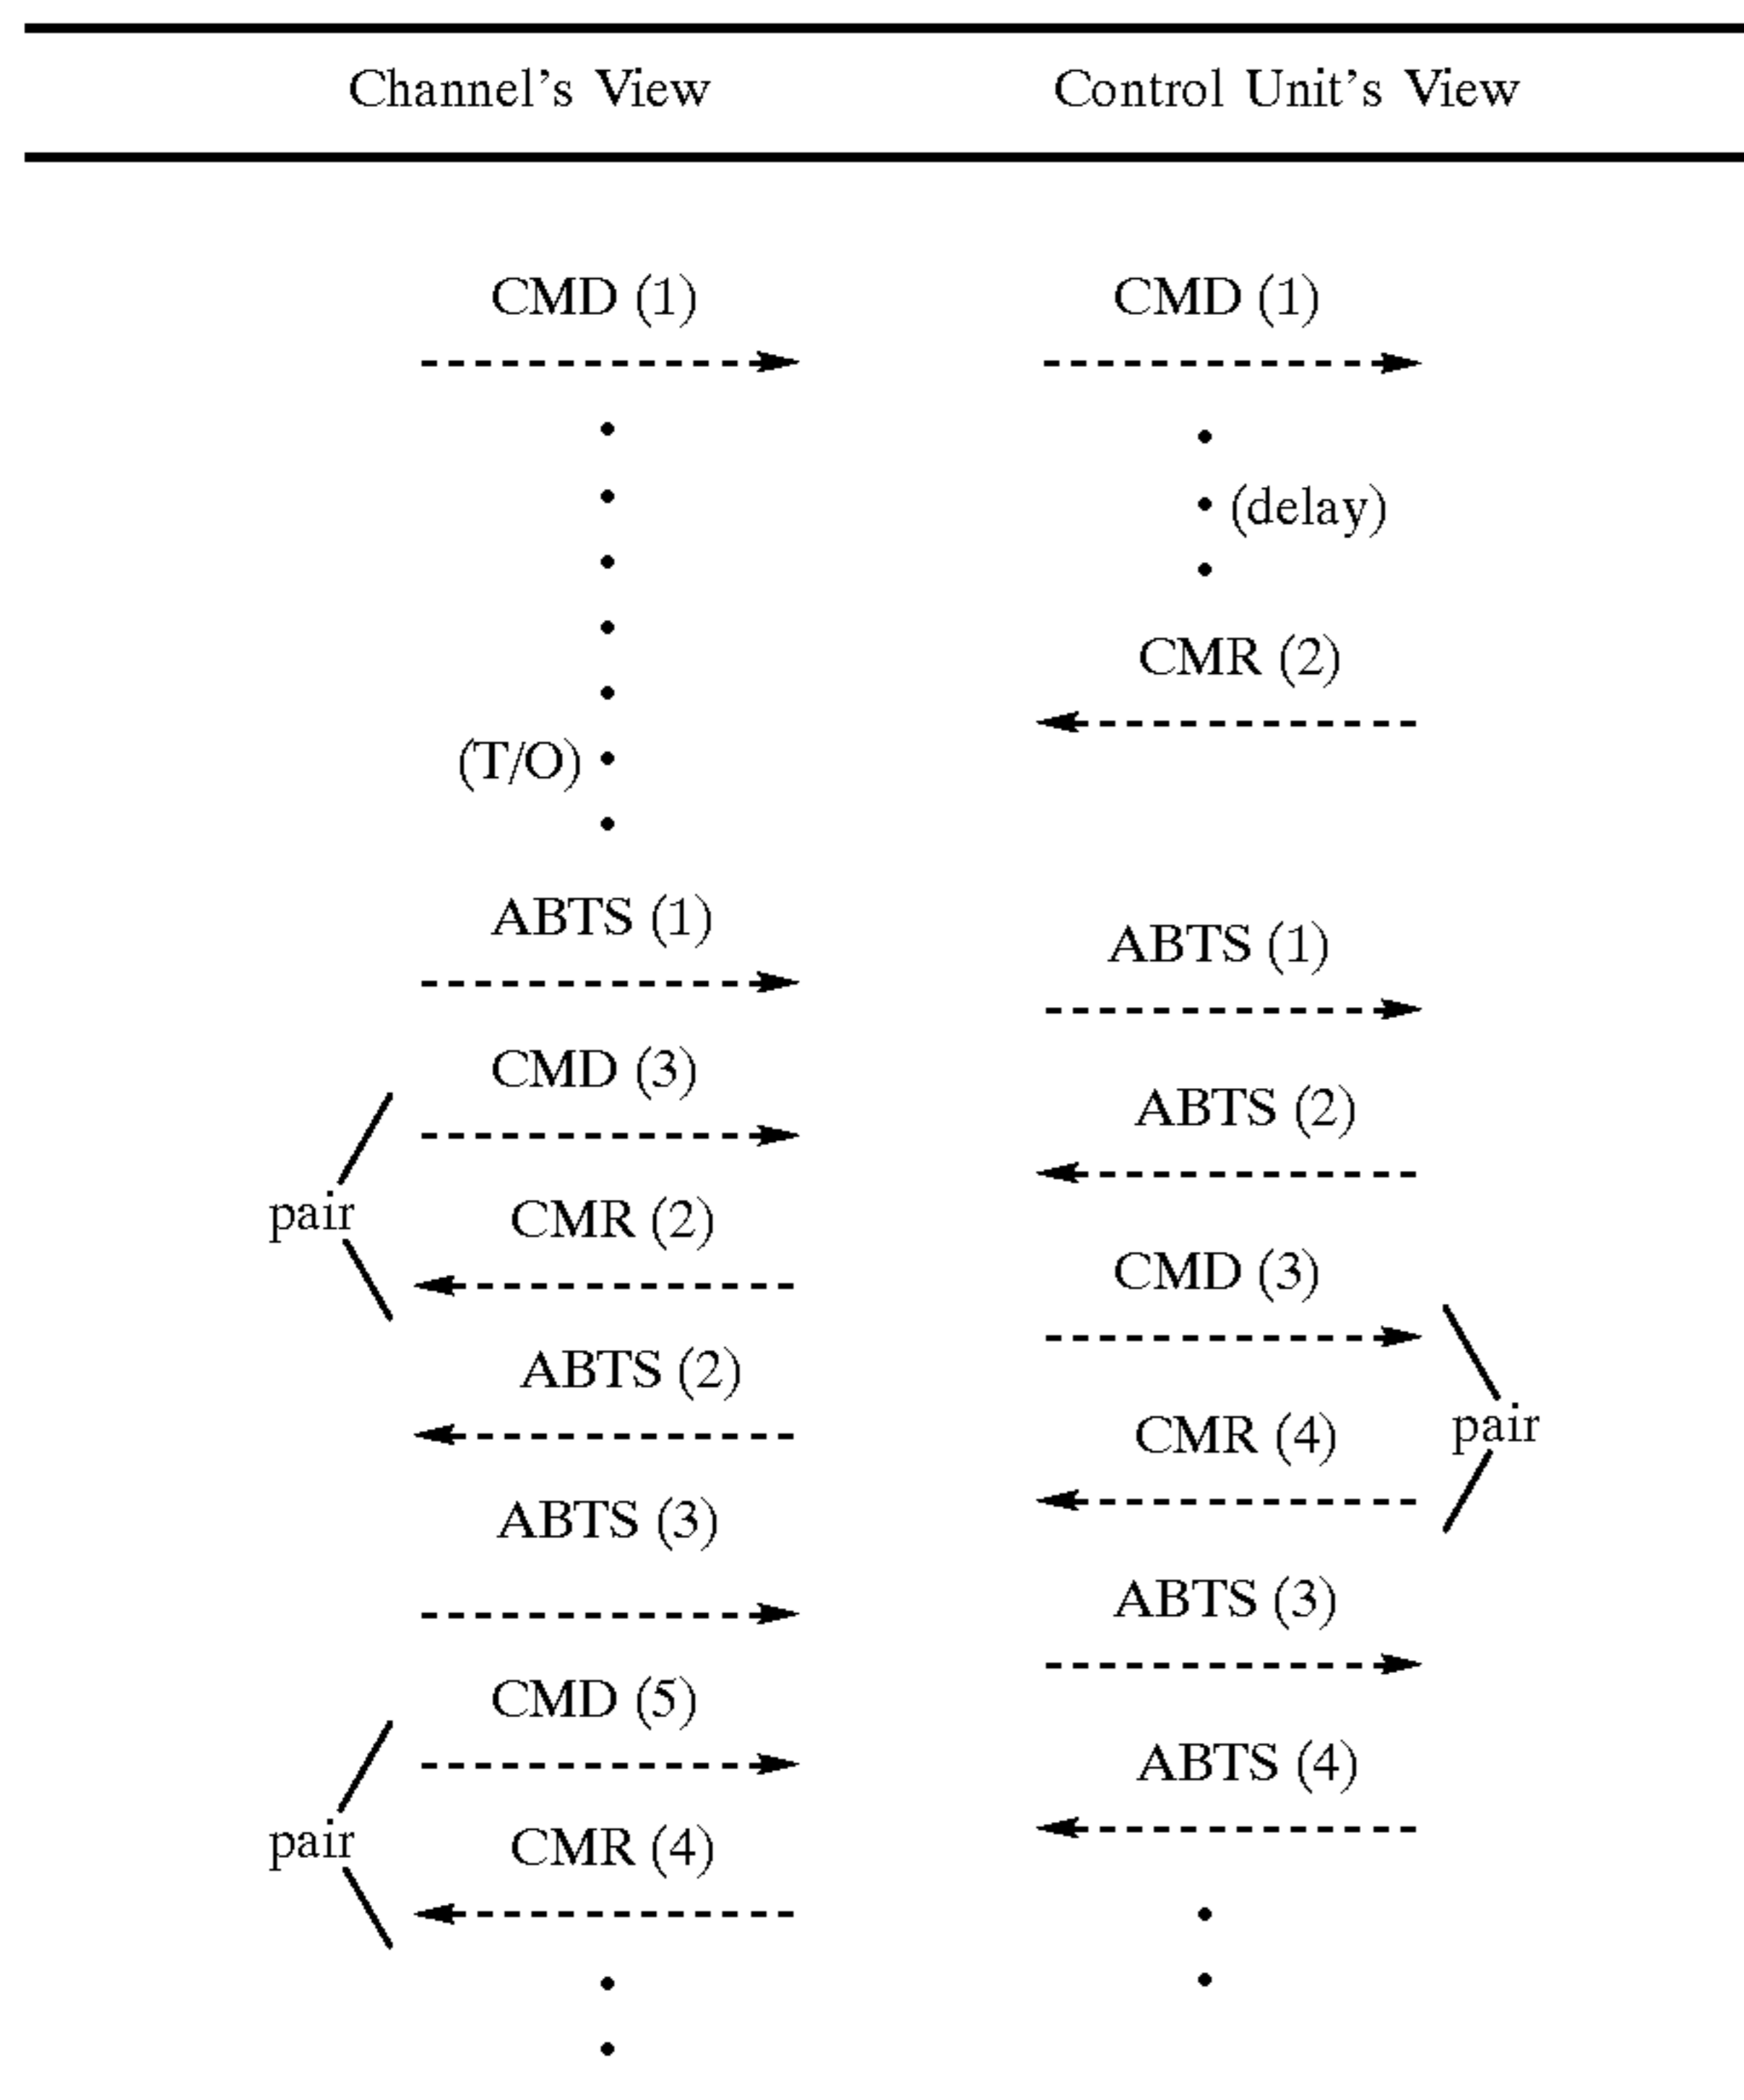 Channel's View Control Unit's View
CMD (1) CMD (1)
(delay)
CMR (2)
(T/O)
ABTS (1)
ABTS (1)
CMD (3)
ABTS (2)
pair CMR (2)
CMD (3)
ABTS (2)
CMR (4) pair
ABTS (3)
ABTS (3)
CMD (5)
ABTS (4)
pair CMR (4)